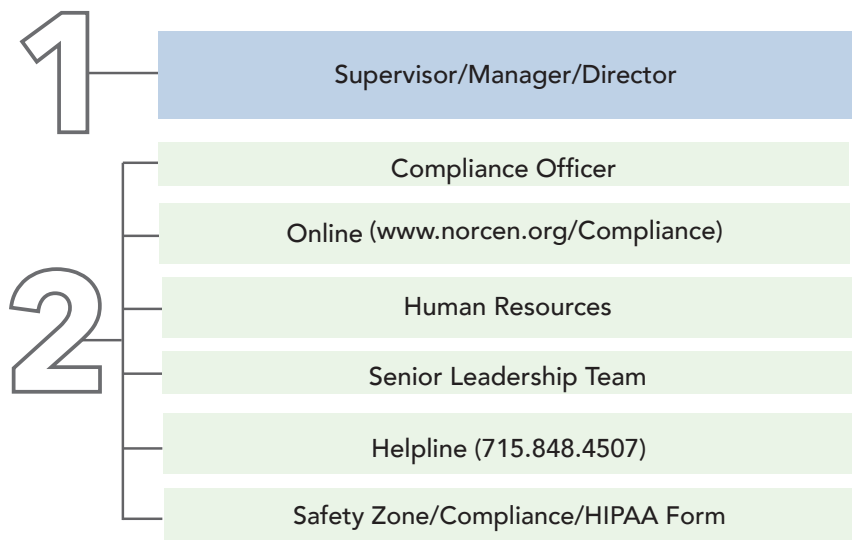 1
Supervisor/Manager/Director
Compliance Officer
Online (www.norcen.org/Compliance)
Human Resources
2
Senior Leadership Team
Helpline (715.848.4507)
Safety Zone/Compliance/HIPAA Form